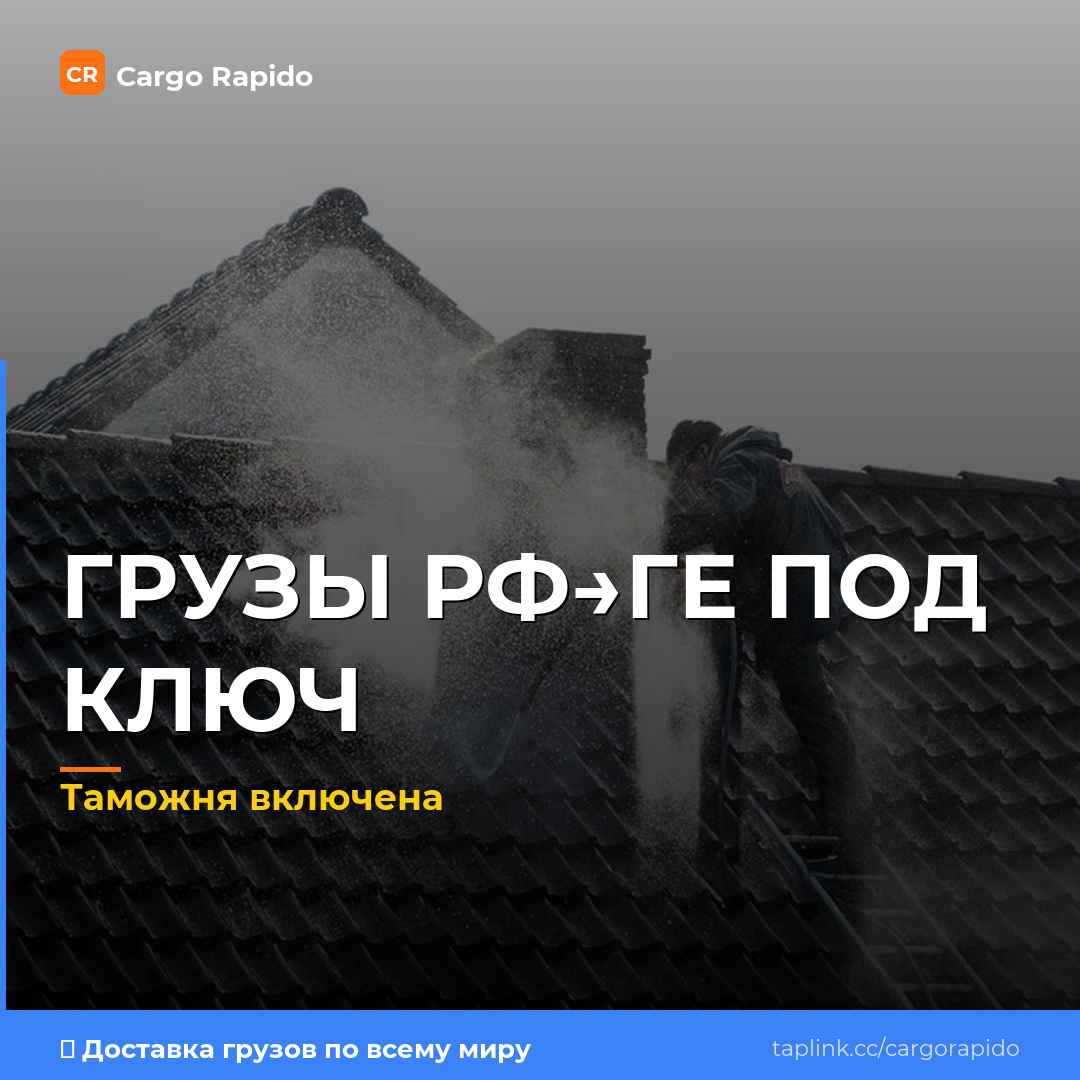 CR Cargo Rapido
ГРУЗЫ РФ→ГЕ ПОД
КЛЮЧ
Таможня включена
Доставка грузов по всему миру
taplink.cc/cargorapido